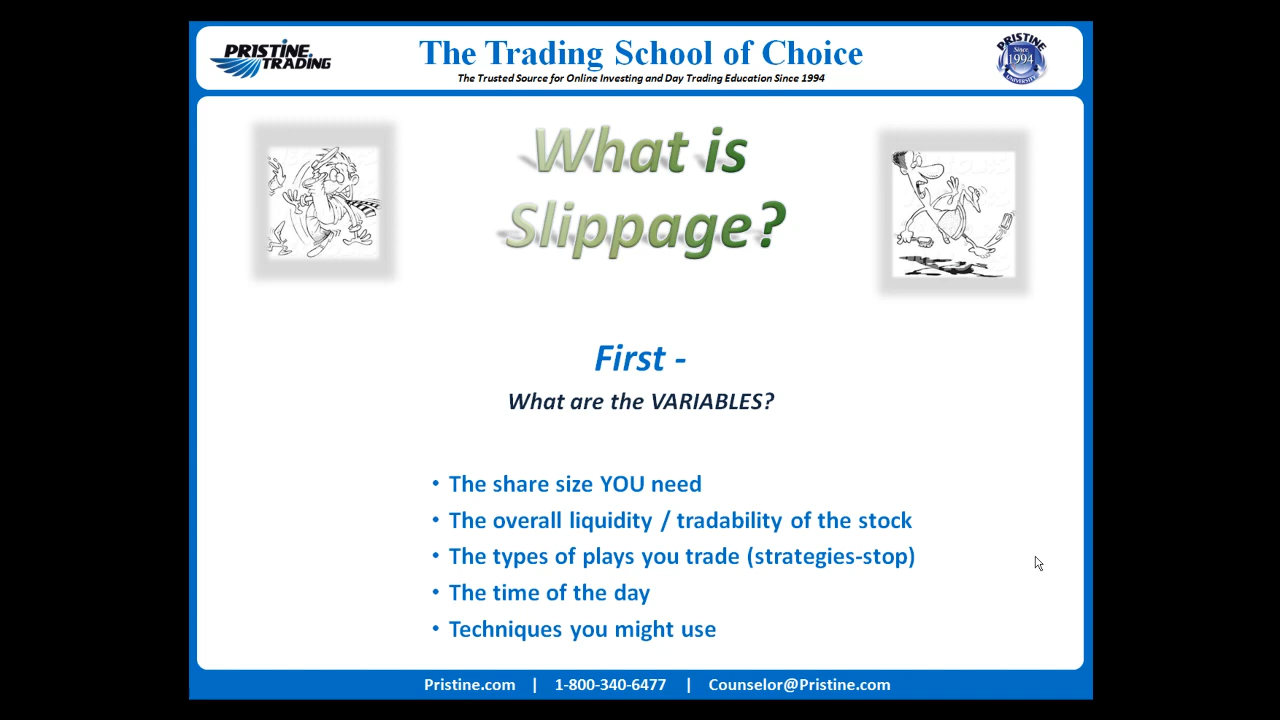 PRISTINE.
TRADING
The Trading School of Choice
The Trusted Source for Online Investing and Day Trading Education Since 1994
PRISTINE
Since
1994
UNIVERSITY
What is
Slippage?
First -
What are the VARIABLES?
• The share size YOU need
• The overall liquidity / tradability of the stock
• The types of plays you trade (strategies-stop)
• The time of the day
• Techniques you might use
Pristine.com | 1-800-340-6477 | Counselor@Pristine.com